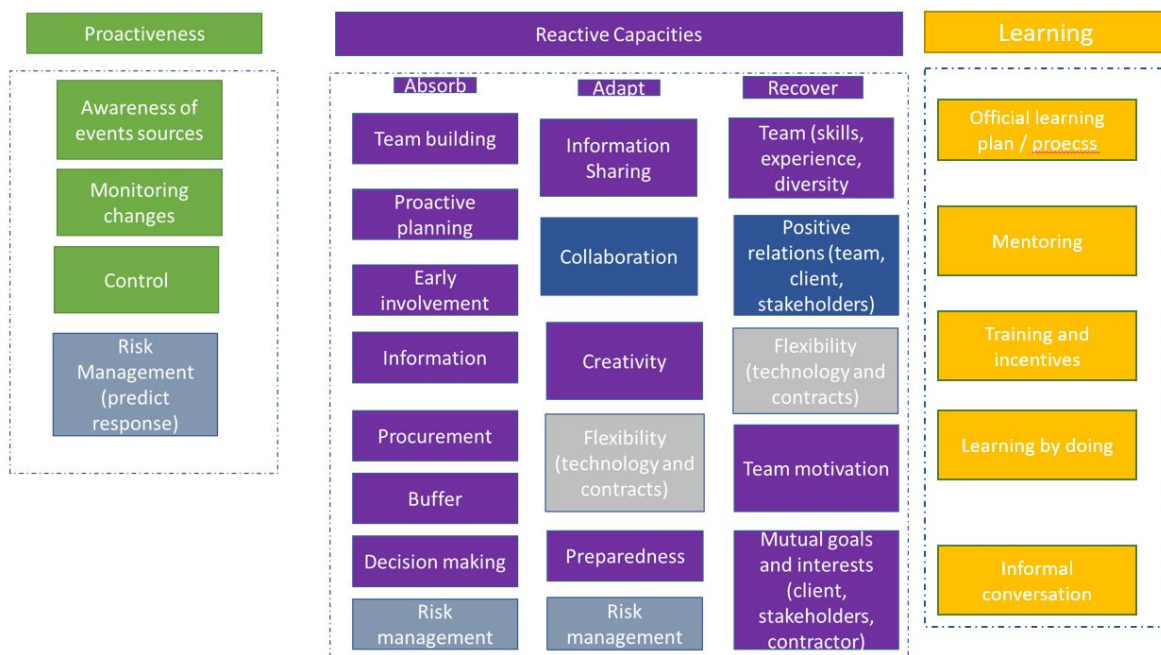 Proactiveness
Awareness of
events sources
Monitoring
changes
Control
Risk
Management
(predict
response)
Reactive Capacities
Absorb
Team building
Proactive
planning
Early
involvement
Information
Procurement
Buffer
Decision making
Risk
management
Adapt
Information
Sharing
Collaboration
Creativity
Flexibility
(technology and
contracts)
Preparedness
Risk
management
Recover
Team (skills,
experience,
diversity
Positive
relations (team,
client,
stakeholders)
Flexibility
(technology and
contracts)
Team motivation
Mutual goals
and interests
(client,
stakeholders,
contractor)
Learning
Official learning
plan / proecss
Mentoring
Training and
incentives
Learning by doing
Informal
conversation